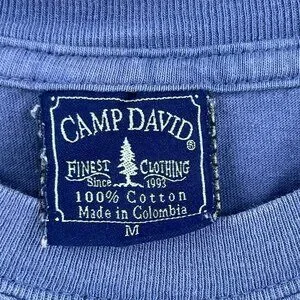 CAMP DAVID®
FINEST CLOTHING
Since 1993
100% Cotton
Made in Colombia
M